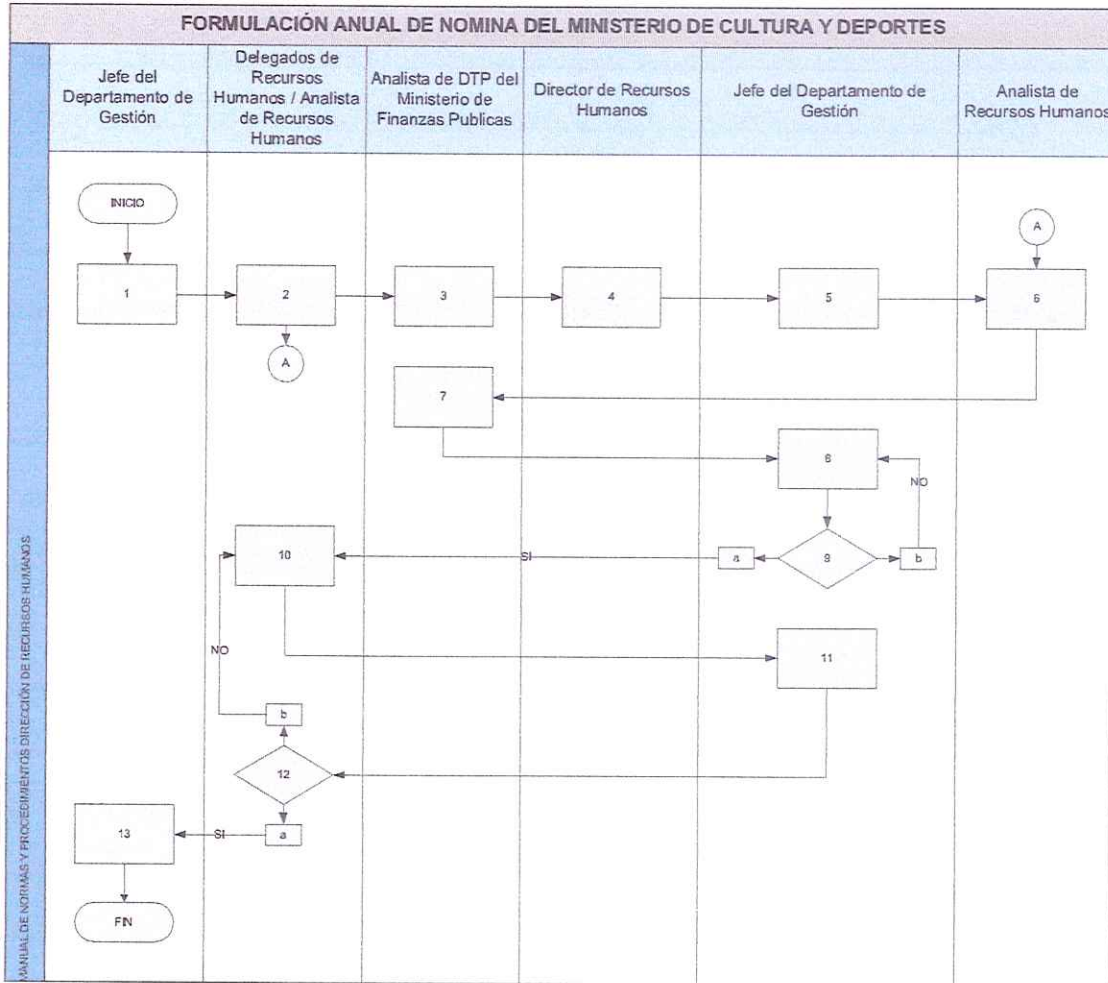 FORMULACIÓN ANUAL DE NOMINA DEL MINISTERIO DE CULTURA Y DEPORTES
MANUAL DE NORMAS Y PROCEDIMIENTOS DIRECCIÓN DE RECURSOS HUMANOS
Jefe del
Departamento de
Gestión
Delegados de
Recursos
Humanos / Analista
de Recursos
Humanos
Analista de DTP del
Ministerio de
Finanzas Publicas
Director de Recursos
Humanos
Jefe del Departamento de
Gestión
Analista de
Recursos Humanos
INICIO
A
1
2
3
4
5
6
A
7
8
NO
10
SI
a
9
b
NO
11
b
12
13
SI
a
FIN